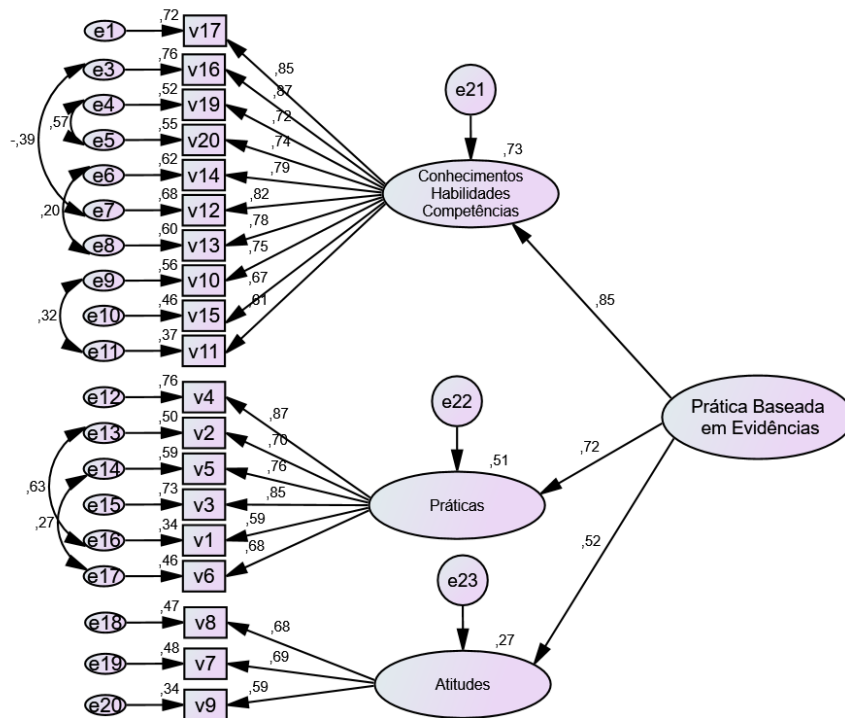 e1 ,72 v17
e3 ,76 v16 ,85
e4 ,52 v19 ,87 e21
e5 ,55 v20 ,72
-,39 ,57 ,74 ,73
e6 ,62 v14 ,79 Conhecimentos
e7 ,68 v12 ,82 Habilidades
,20 Competências
e8 ,60 v13 ,78
e9 ,56 v10 ,75
e10 ,46 v15 ,67 ,85
,32 ,61
e11 ,37 v11
e12 ,76 v4 e22
e13 ,50 v2 ,87 Prática Baseada
,70 em Evidências
e14 ,59 v5 ,76 ,51 ,72
e15 ,73 v3 ,85 Práticas
,63
,27 e16 ,34 v1 ,59 ,52
e17 ,46 v6 ,68
e23
e18 ,47 v8 ,68 ,27
e19 ,48 v7 ,69 Atitudes
e20 ,34 v9 ,59